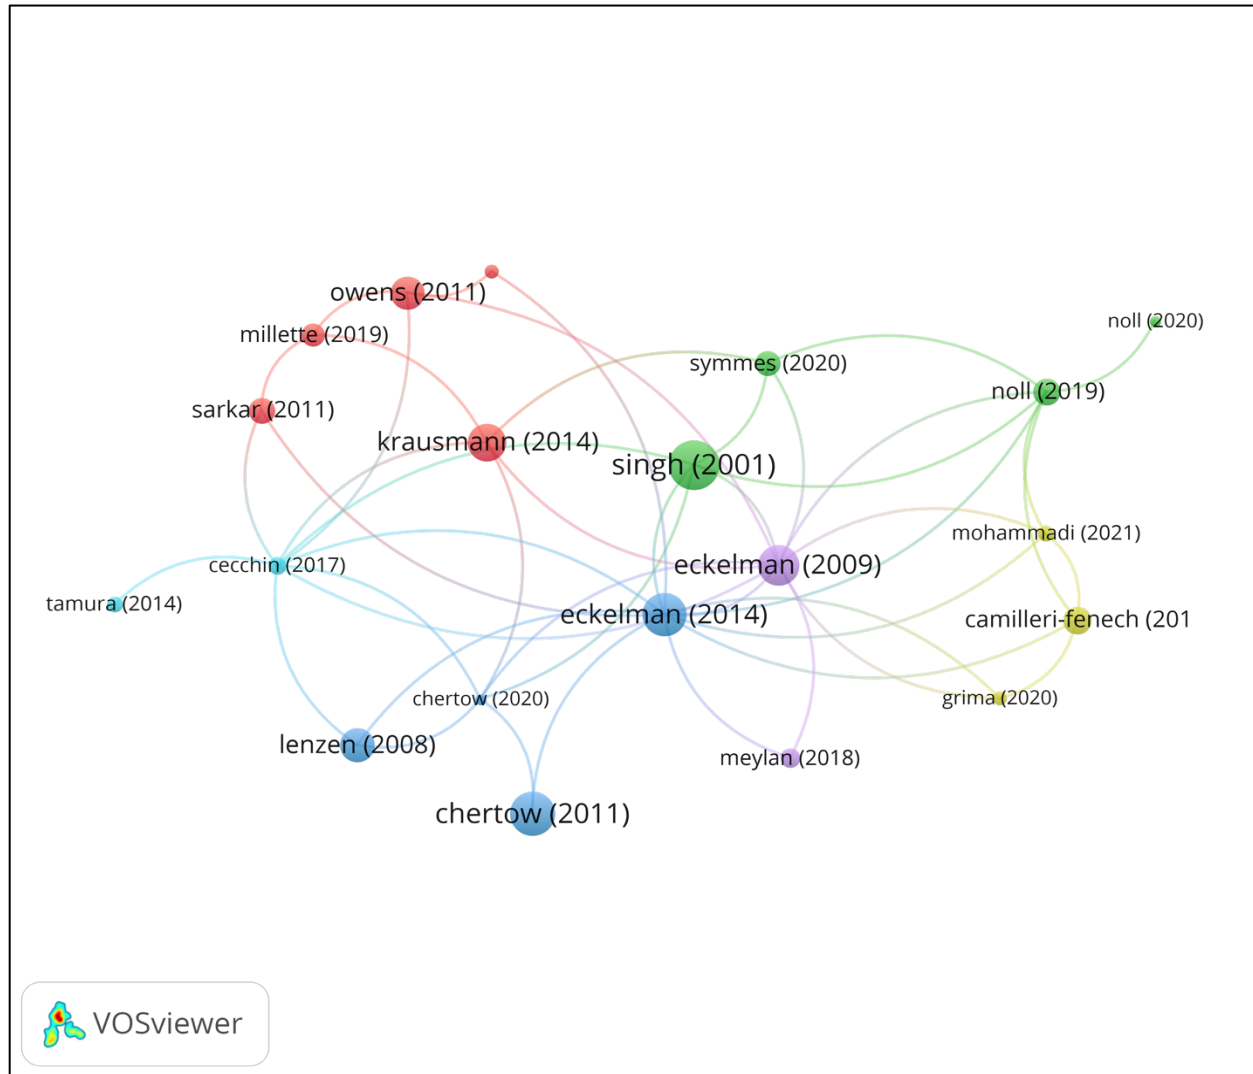 owens (2011)
millette (2019)
sarkar (2011)
krausmann (2014)
symmes (2020)
noll (2020)
noll (2019)
singh (2001)
mohammadi (2021)
cecchin (2017)
eckelman (2009)
tamura (2014)
eckelman (2014)
camilleri-fenech (201
chertow (2020)
grima (2020)
lenzen (2008)
meylan (2018)
chertow (2011)
VOSviewer